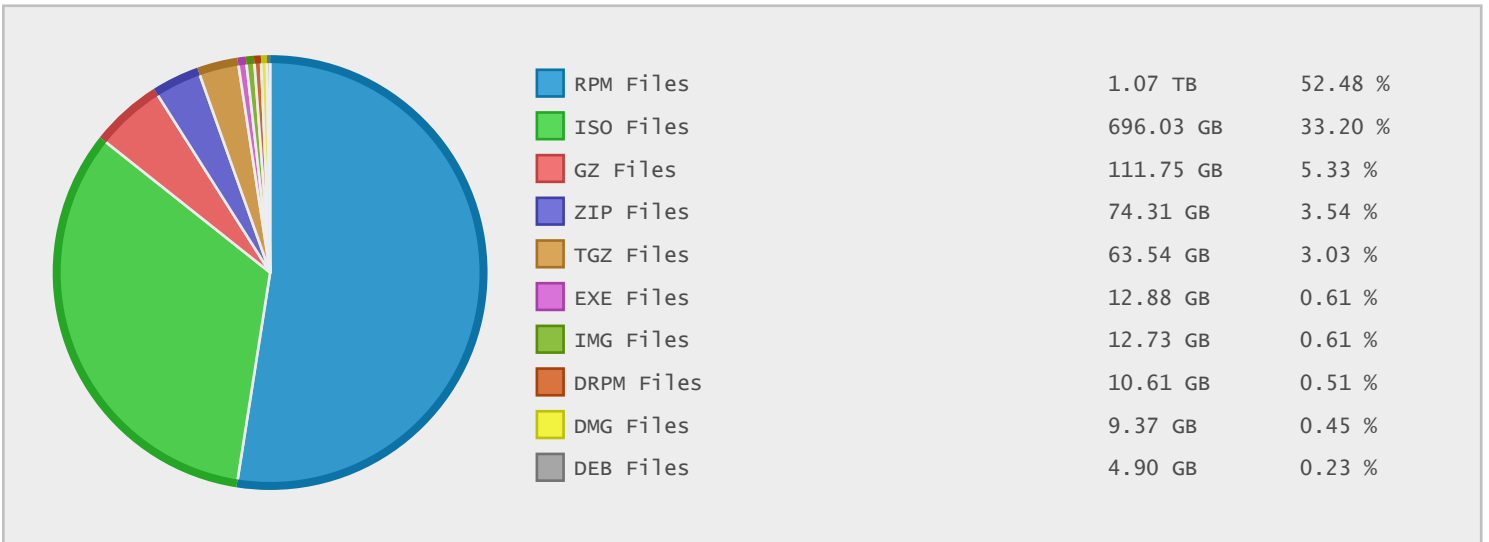 RPM Files 1.07 TB 52.48 %
ISO Files 696.03 GB 33.20 %
GZ Files 111.75 GB 5.33 %
ZIP Files 74.31 GB 3.54 %
TGZ Files 63.54 GB 3.03 %
EXE Files 12.88 GB 0.61 %
IMG Files 12.73 GB 0.61 %
DRPM Files 10.61 GB 0.51 %
DMG Files 9.37 GB 0.45 %
DEB Files 4.90 GB 0.23 %